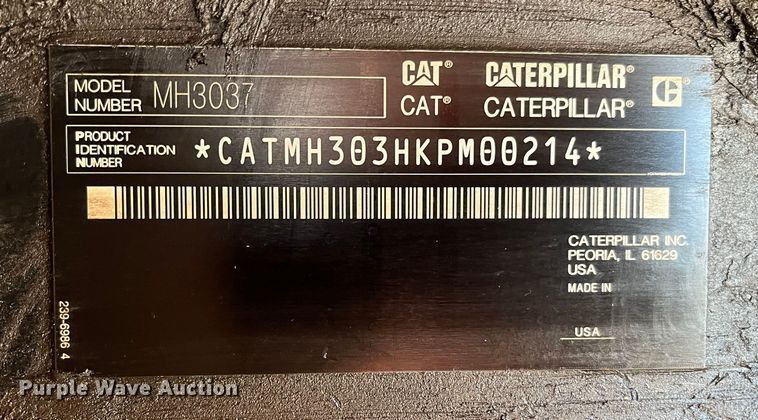 MODEL NUMBER MH3037
CAT® CATERPILLAR®
CAT® CATERPILLAR®
PRODUCT IDENTIFICATION NUMBER *CATMH303HKPM00214*
CATERPILLAR INC.
PEORIA, IL 61629
USA
MADE IN
USA
239-6986 4
Purple Wave Auction